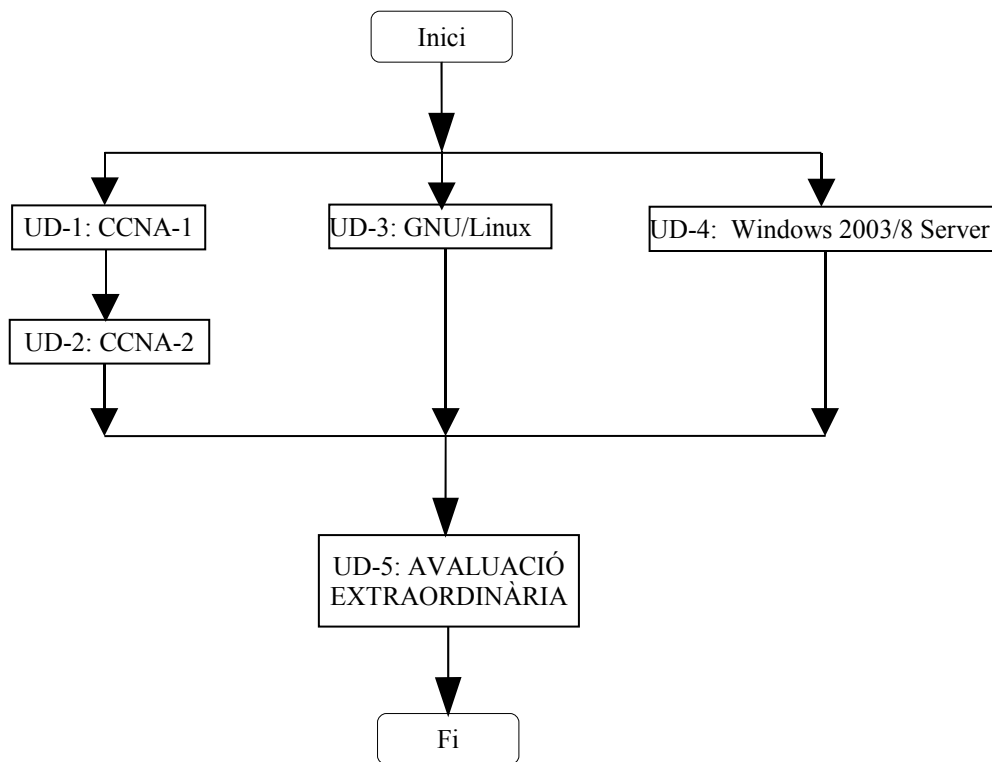 Inici
UD-1: CCNA-1
UD-3: GNU/Linux
UD-4: Windows 2003/8 Server
UD-2: CCNA-2
UD-5: AVALUACIÓ
EXTRAORDINÀRIA
Fi